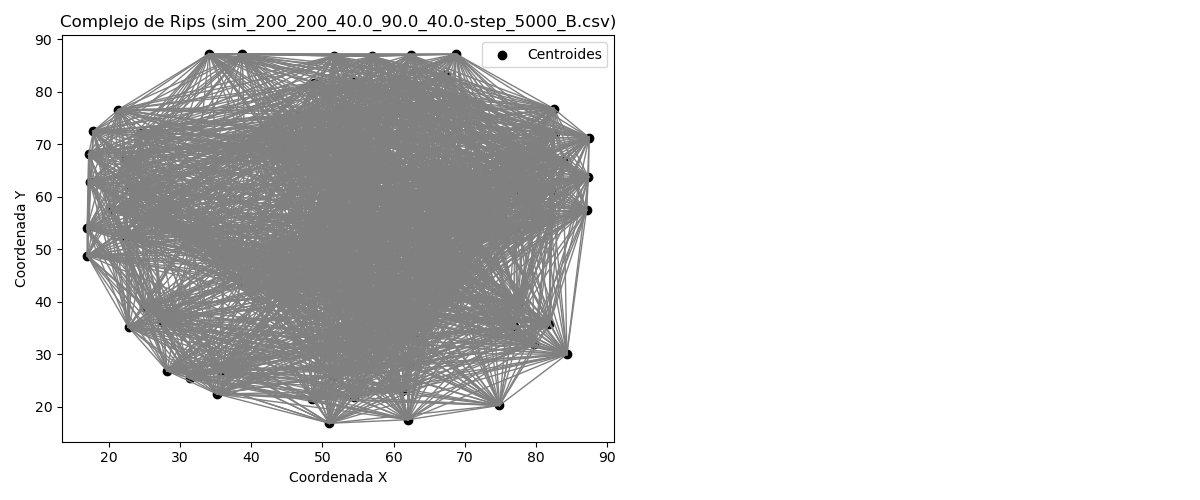 Complejo de Rips (sim_200_200_40.0_90.0_40.0-step_5000_B.csv)
Centroides
90
80
70
60
50
40
30
20
Coordenada Y
20 30 40 50 60 70 80 90
Coordenada X